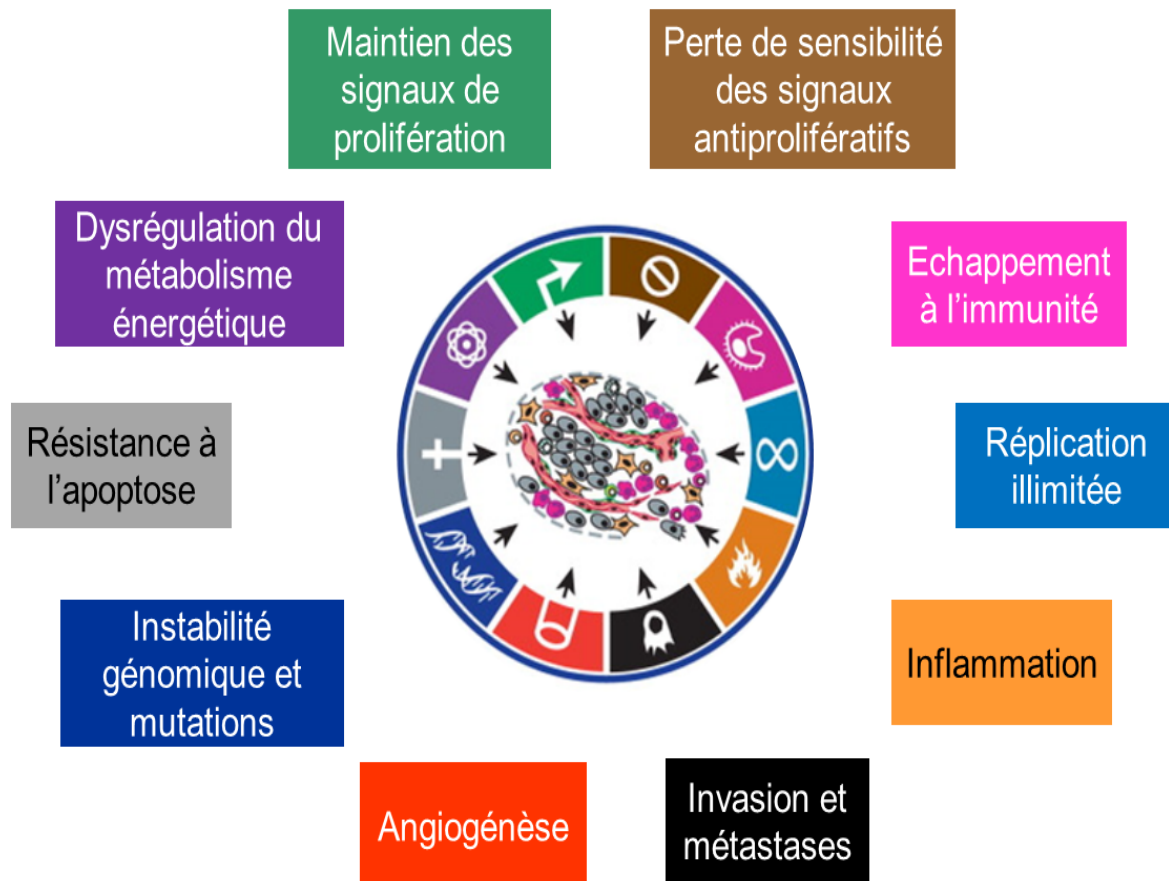 Maintien des
signaux de
prolifération
Perte de sensibilité
des signaux
antiprolifératifs
Dysrégulation du
métabolisme
énergétique
Echappement
à l’immunité
Résistance à
l’apoptose
Réplication
illimitée
Instabilité
génomique et
mutations
Inflammation
Angiogénèse
Invasion et
métastases